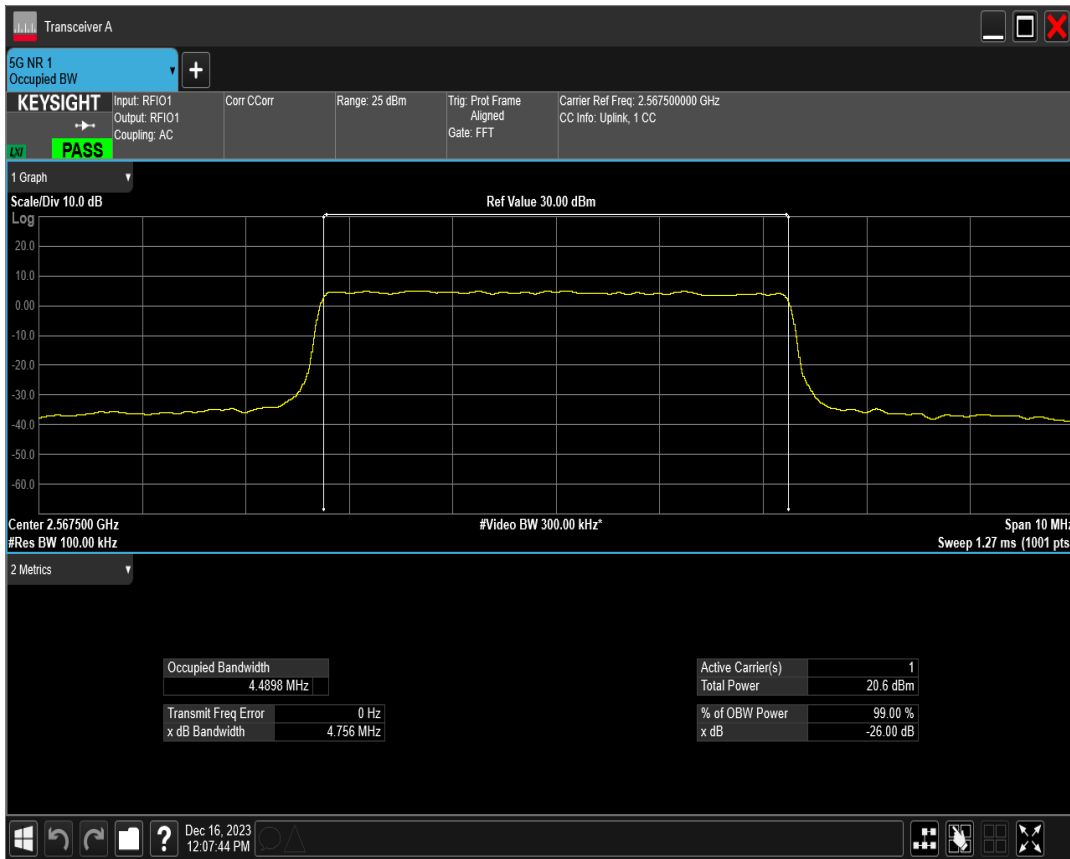 Transceiver A
5G NR 1
Occupied BW
+
KEYSIGHT
LXI
PASS
Input: RFIO1
Output: RFIO1
Coupling: AC
Corr CCorr
Range: 25 dBm
Trig: Prot Frame
Aligned
Gate: FFT
Carrier Ref Freq: 2.567500000 GHz
CC Info: Uplink, 1 CC
1 Graph
Scale/Div 10.0 dB
Ref Value 30.00 dBm
Log
20.0
10.0
0.00
-10.0
-20.0
-30.0
-40.0
-50.0
-60.0
Center 2.567500 GHz
#Video BW 300.00 kHz*
Span 10 MHz
#Res BW 100.00 kHz
Sweep 1.27 ms (1001 pts
2 Metrics
Occupied Bandwidth
4.4898 MHz
Transmit Freq Error 0 Hz
x dB Bandwidth 4.756 MHz
Active Carrier(s) 1
Total Power 20.6 dBm
% of OBW Power 99.00 %
x dB -26.00 dB
?
Dec 16, 2023
12:07:44 PM